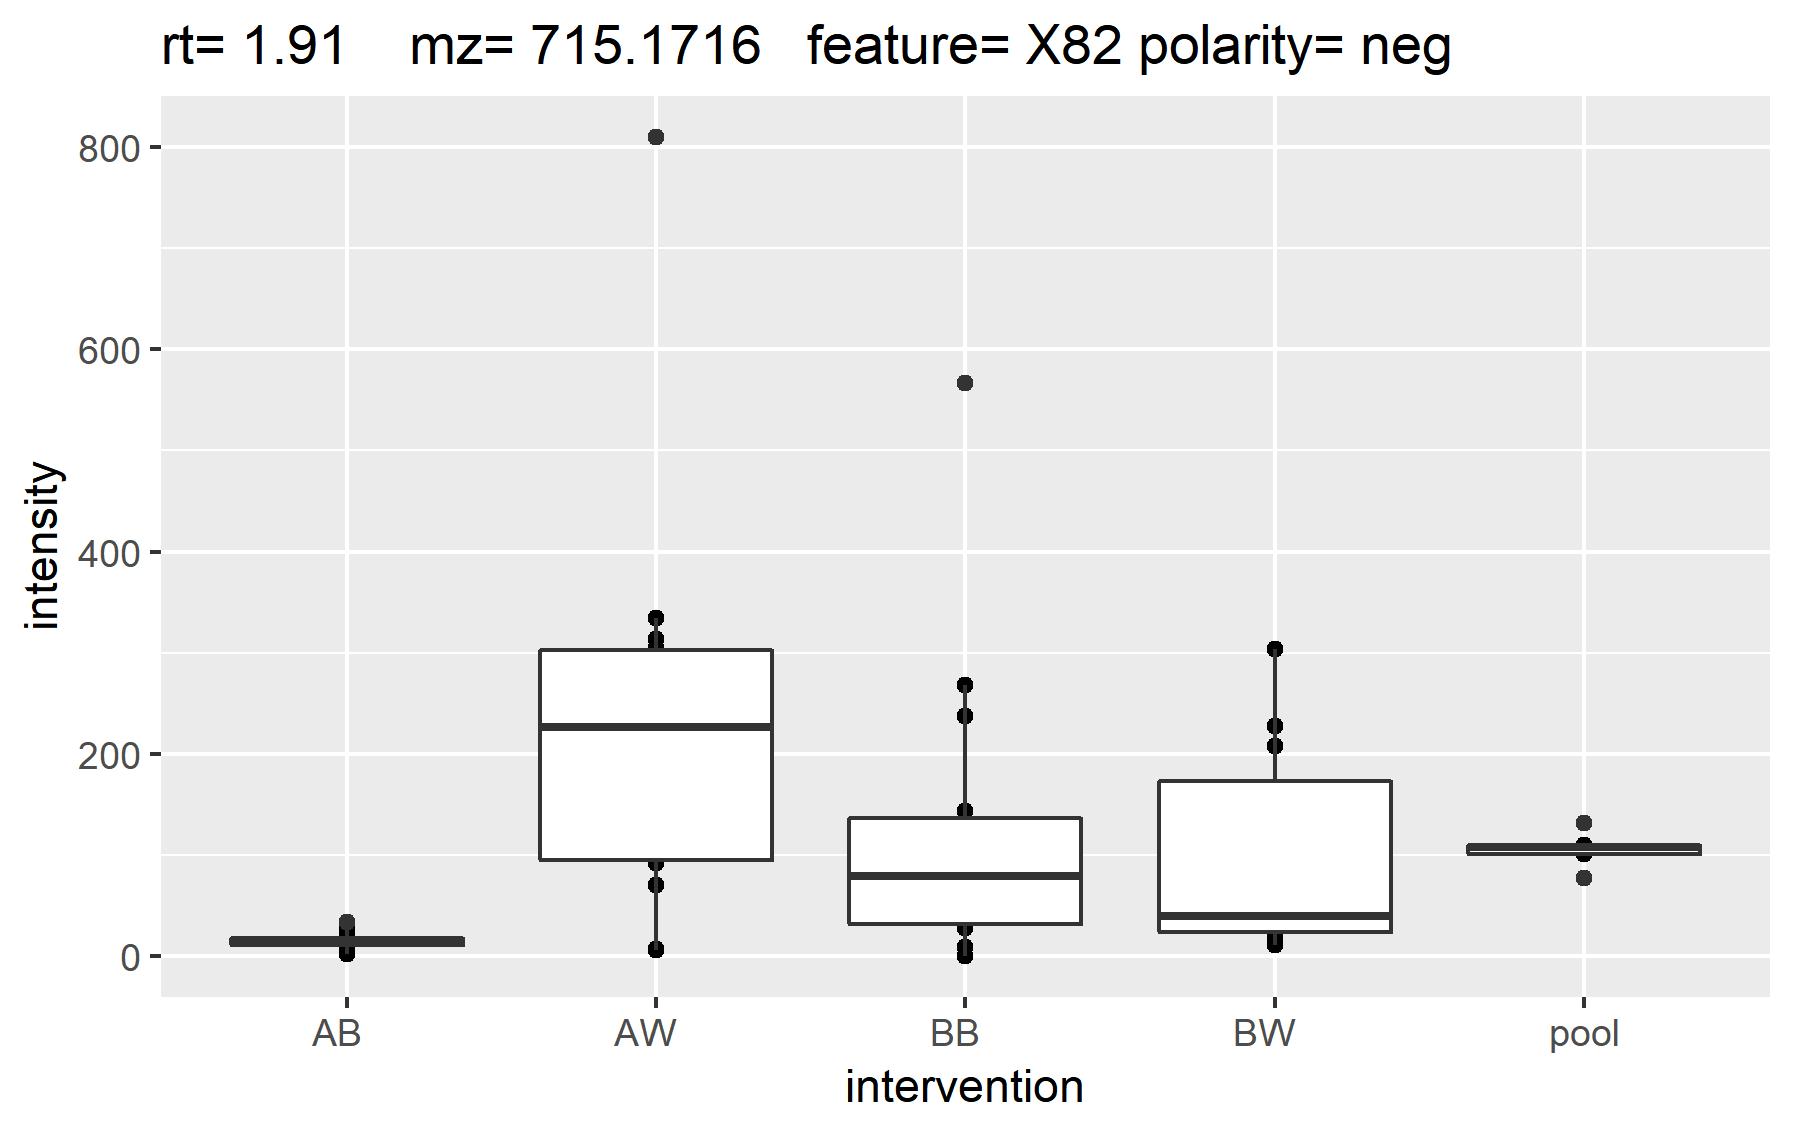 rt= 1.91    mz= 715.1716   feature= X82 polarity= neg
800
600
400
200
0
intensity
AB AW BB BW pool
intervention